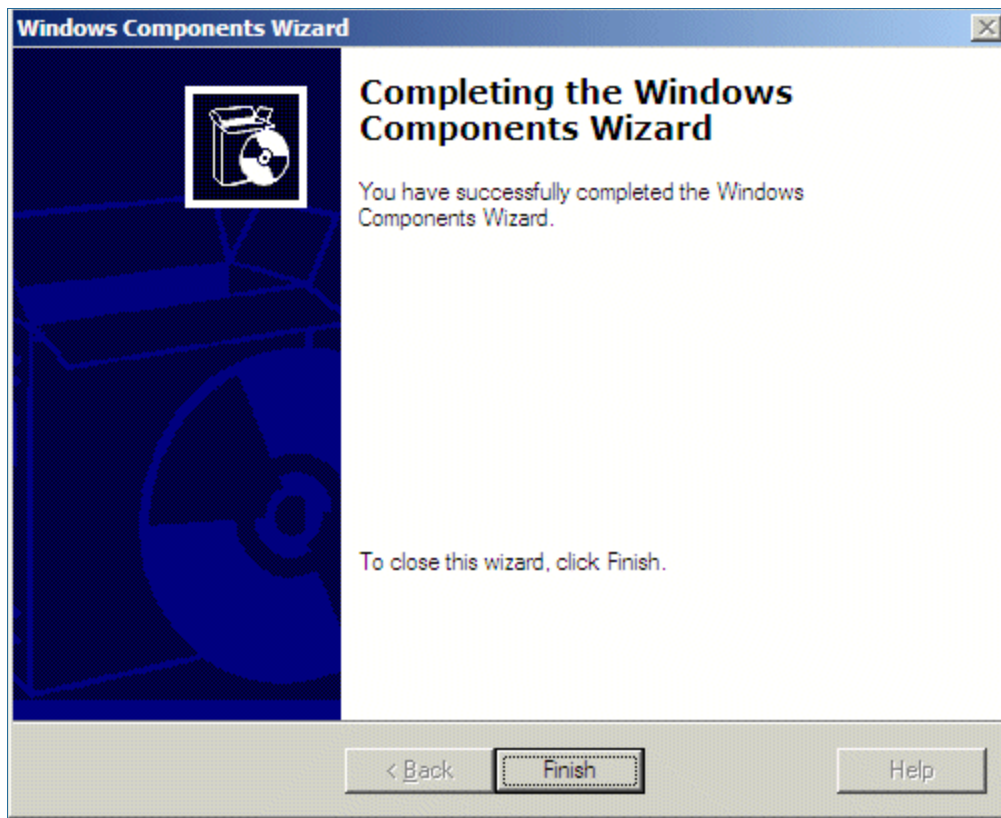 Windows Components Wizard
Completing the Windows
Components Wizard
You have successfully completed the Windows
Components Wizard.
To close this wizard, click Finish.
< Back
Finish
Help